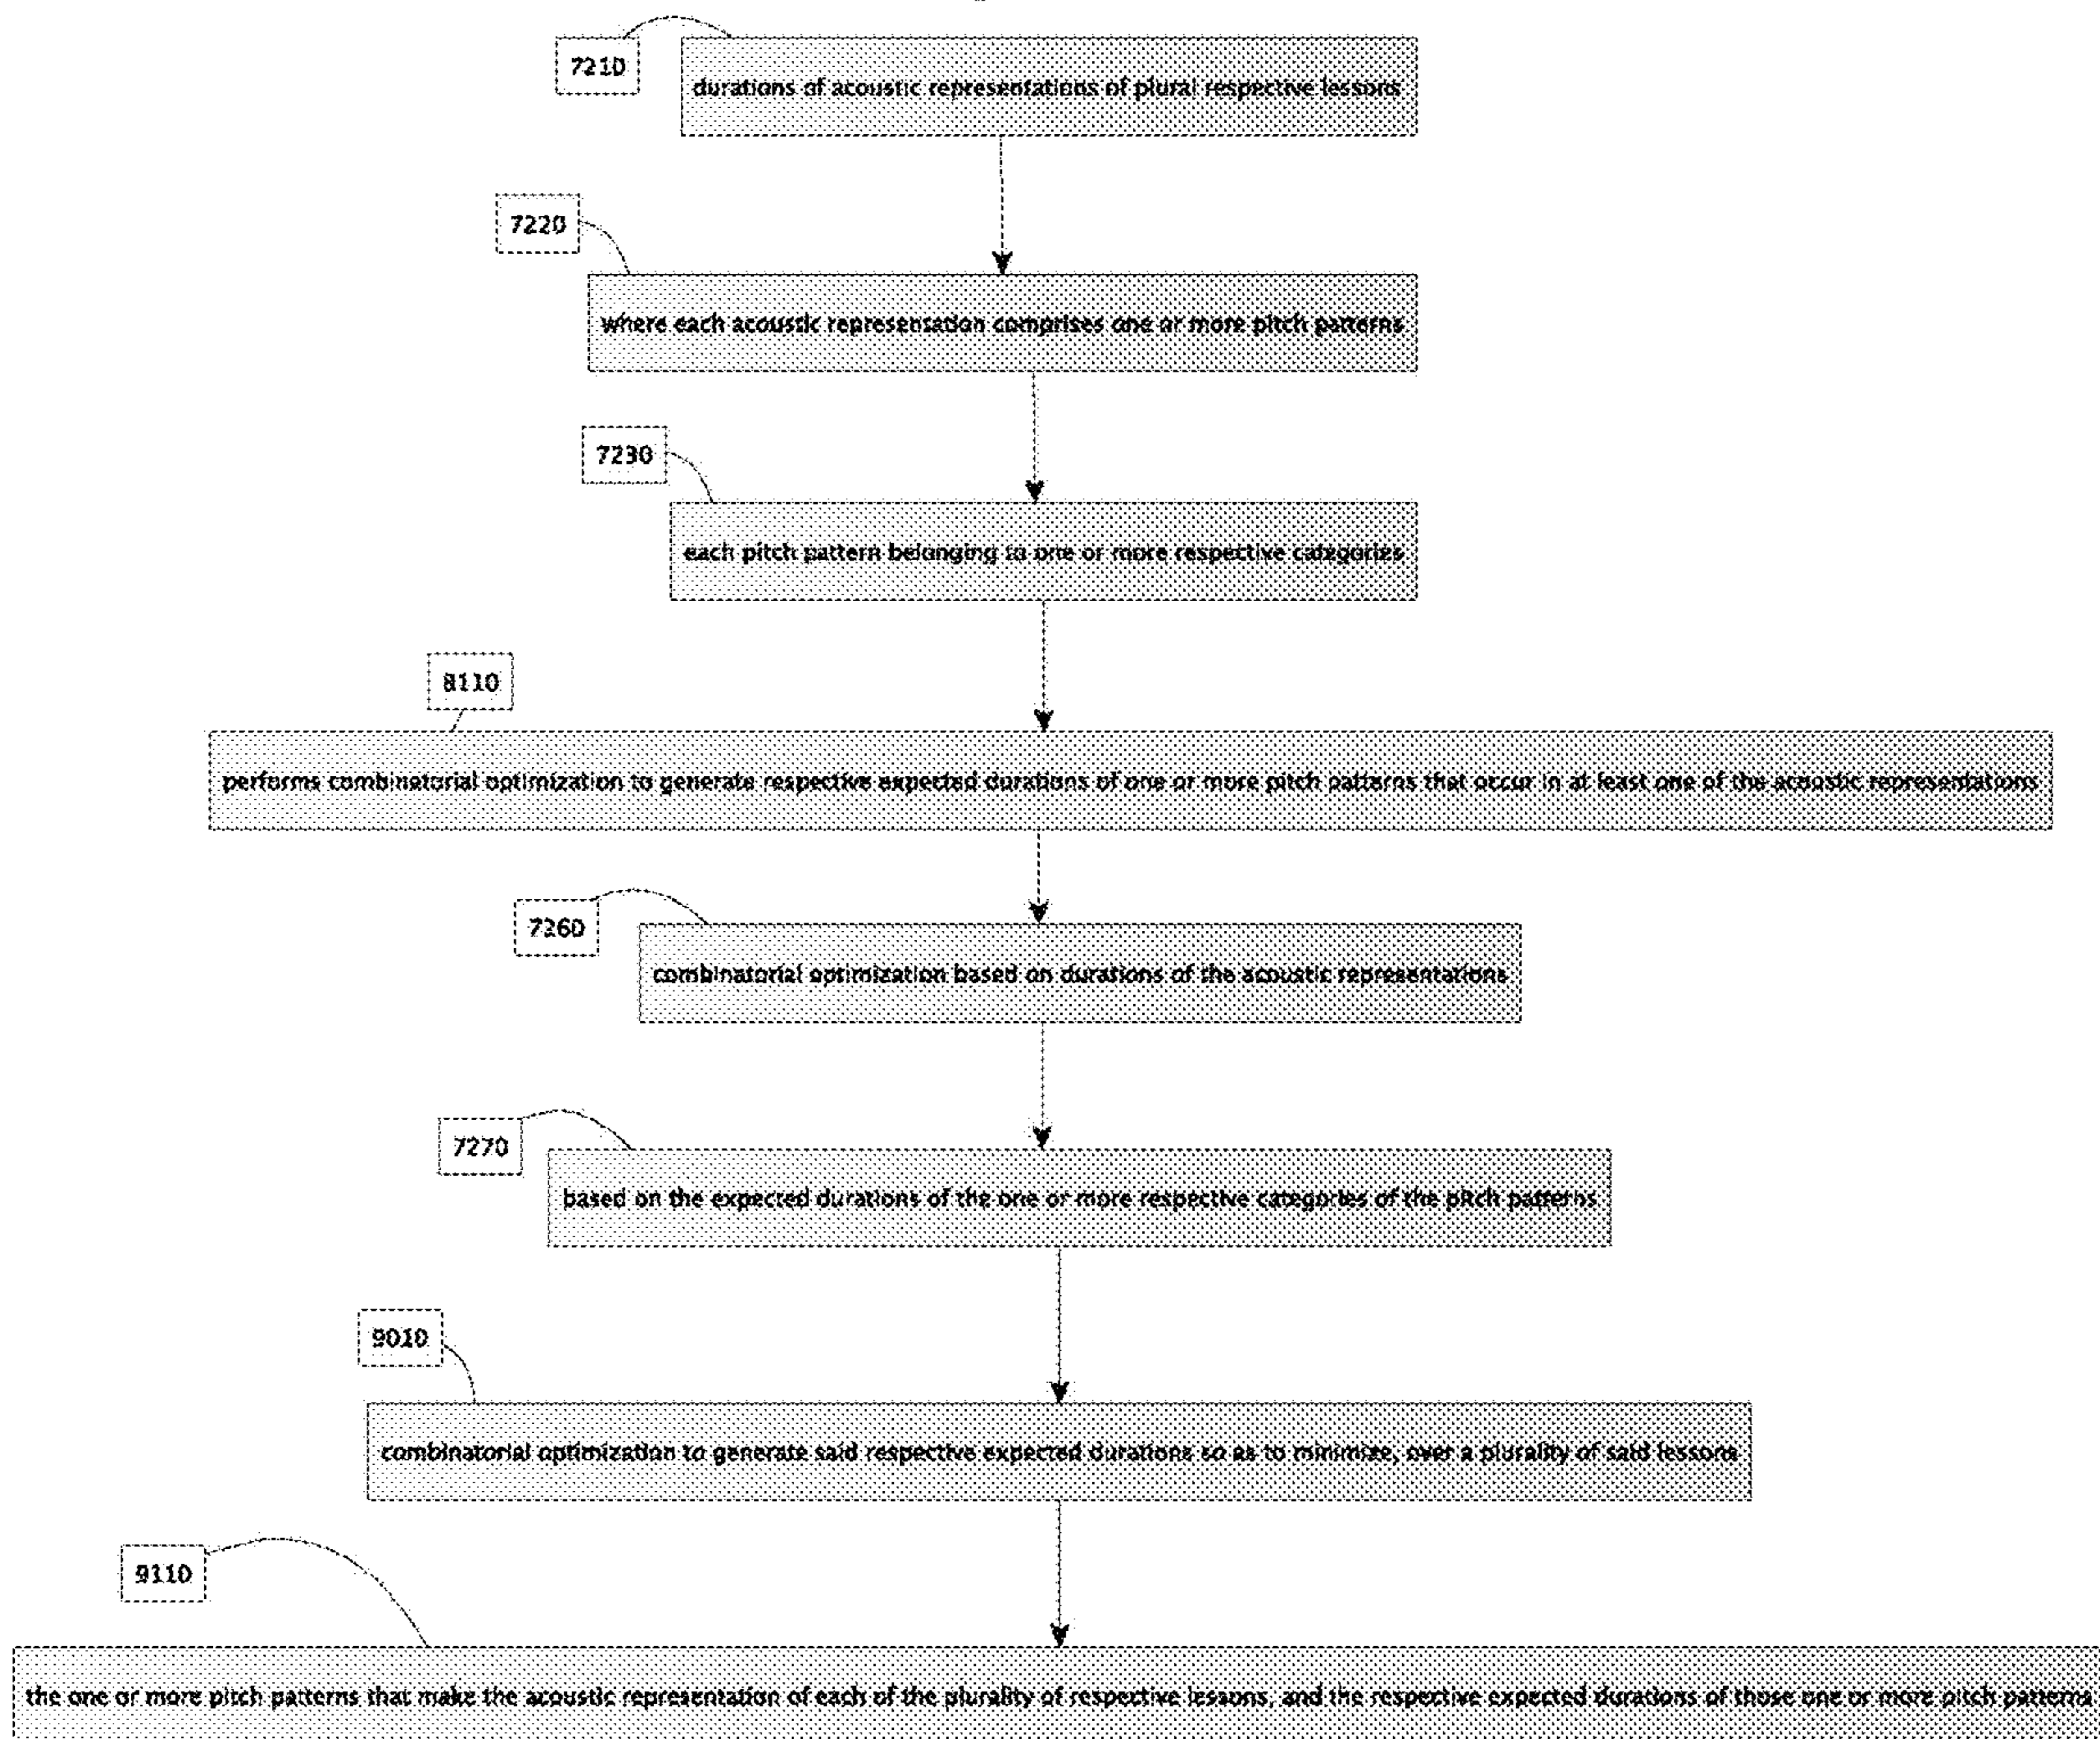 7210
durations of acoustic representations of plural respective lessons
7220
where each acoustic representation comprises one or more pitch patterns
7230
each pitch pattern belonging to one or more respective categories
8110
performs combinatorial optimization to generate respective expected durations of one or more pitch patterns that occur in at least one of the acoustic representations
7260
combinatorial optimization based on durations of the acoustic representations
7270
based on the expected durations of the one or more respective categories of the pitch patterns
9010
combinatorial optimization to generate said respective expected durations so as to minimize, over a plurality of said lessons
9110
the one or more pitch patterns that make the acoustic representation of each of the plurality of respective lessons, and the respective expected durations of those one or more pitch patterns